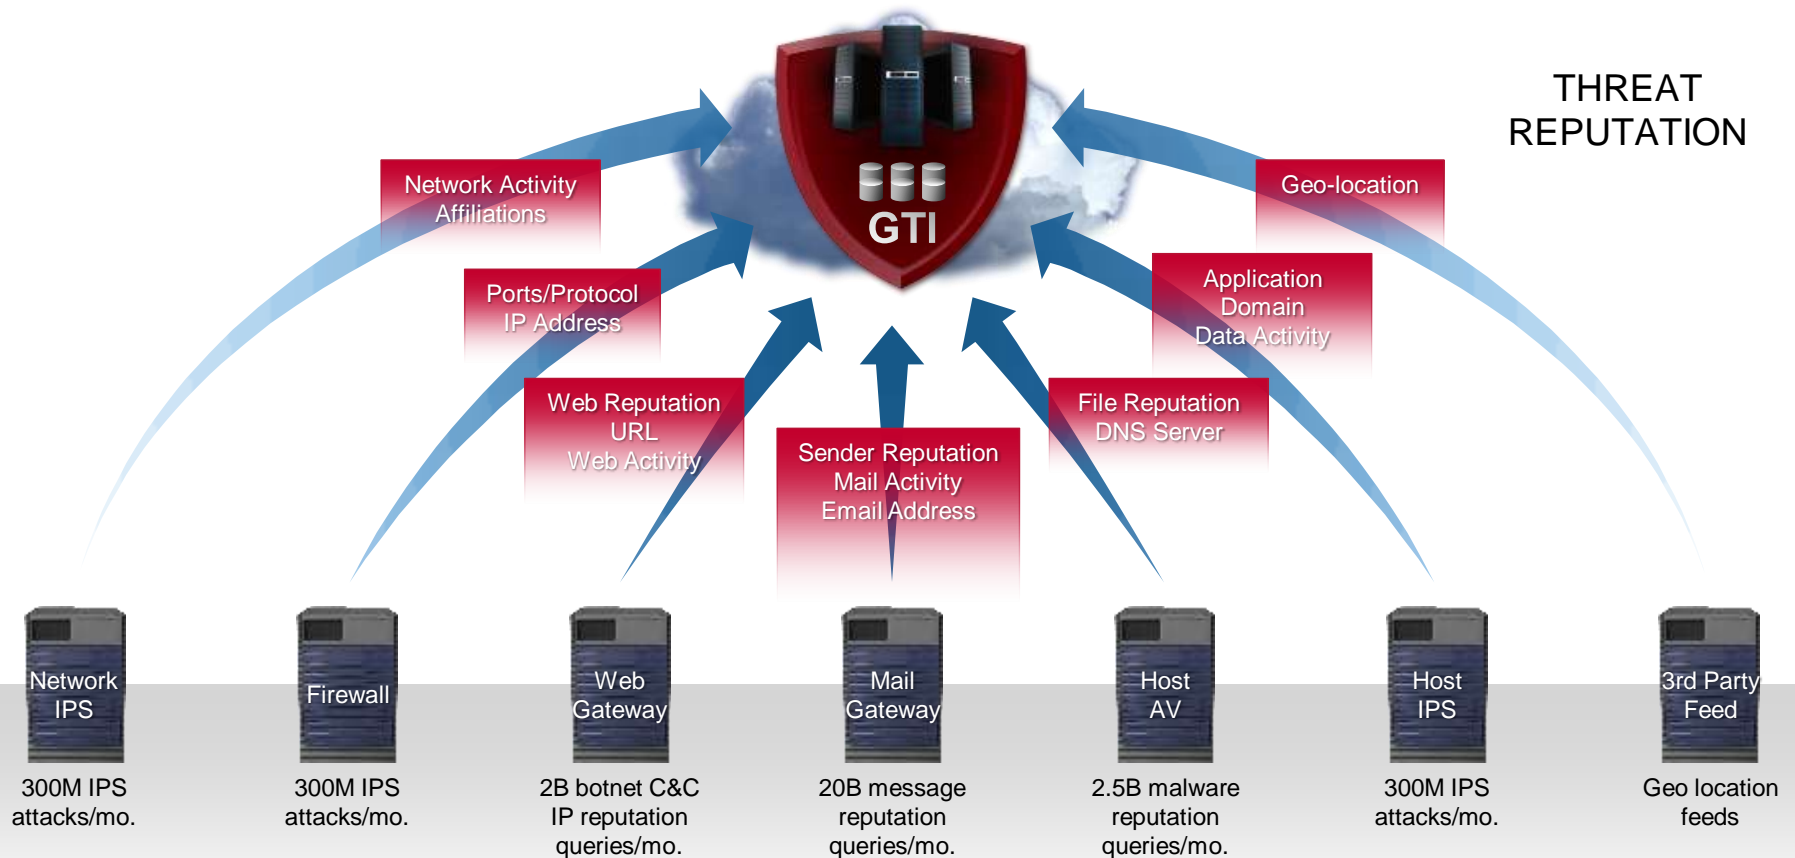 THREAT
REPUTATION
GTI
Network Activity
Affiliations
Geo-location
Ports/Protocol
IP Address
Application
Domain
Data Activity
Web Reputation
URL
Web Activity
Sender Reputation
Mail Activity
Email Address
File Reputation
DNS Server
Network
IPS
Firewall
Web
Gateway
Mail
Gateway
Host
AV
Host
IPS
3rd Party
Feed
300M IPS
attacks/mo.
300M IPS
attacks/mo.
2B botnet C&C
IP reputation
queries/mo.
20B message
reputation
queries/mo.
2.5B malware
reputation
queries/mo.
300M IPS
attacks/mo.
Geo location
feeds